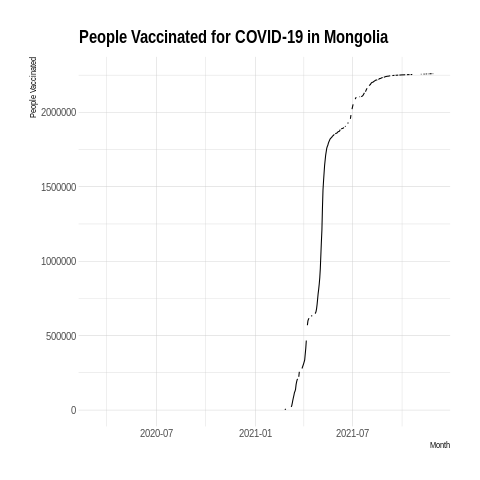 People Vaccinated for COVID-19 in Mongolia
People Vaccinated
2000000
1500000
1000000
500000
0
2020-07 2021-01 2021-07
Month